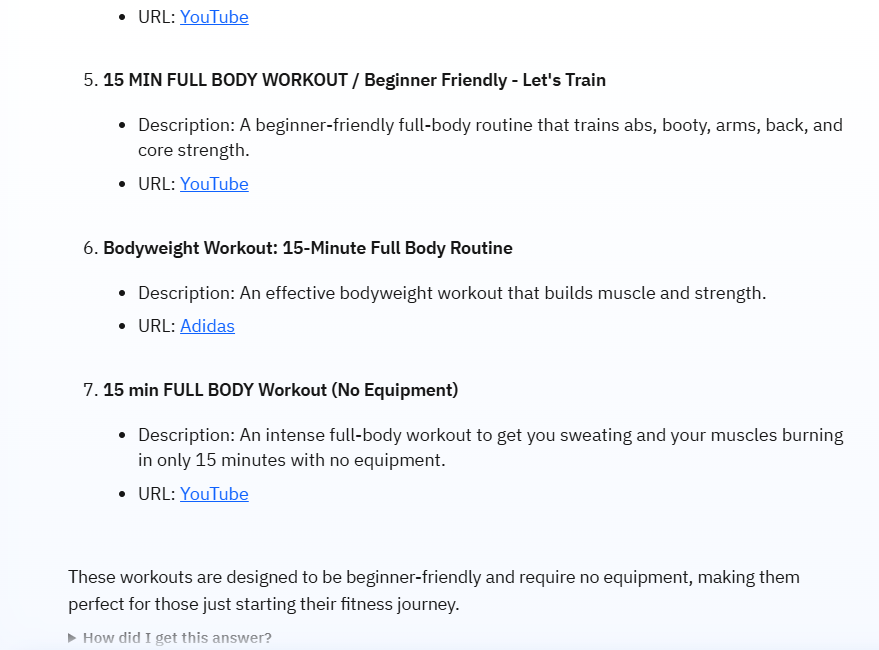 • URL: YouTube
5. 15 MIN FULL BODY WORKOUT / Beginner Friendly - Let's Train
• Description: A beginner-friendly full-body routine that trains abs, booty, arms, back, and
core strength.
• URL: YouTube
6. Bodyweight Workout: 15-Minute Full Body Routine
• Description: An effective bodyweight workout that builds muscle and strength.
• URL: Adidas
7. 15 min FULL BODY Workout (No Equipment)
• Description: An intense full-body workout to get you sweating and your muscles burning
in only 15 minutes with no equipment.
• URL: YouTube
These workouts are designed to be beginner-friendly and require no equipment, making them
perfect for those just starting their fitness journey.
▶ How did I get this answer?